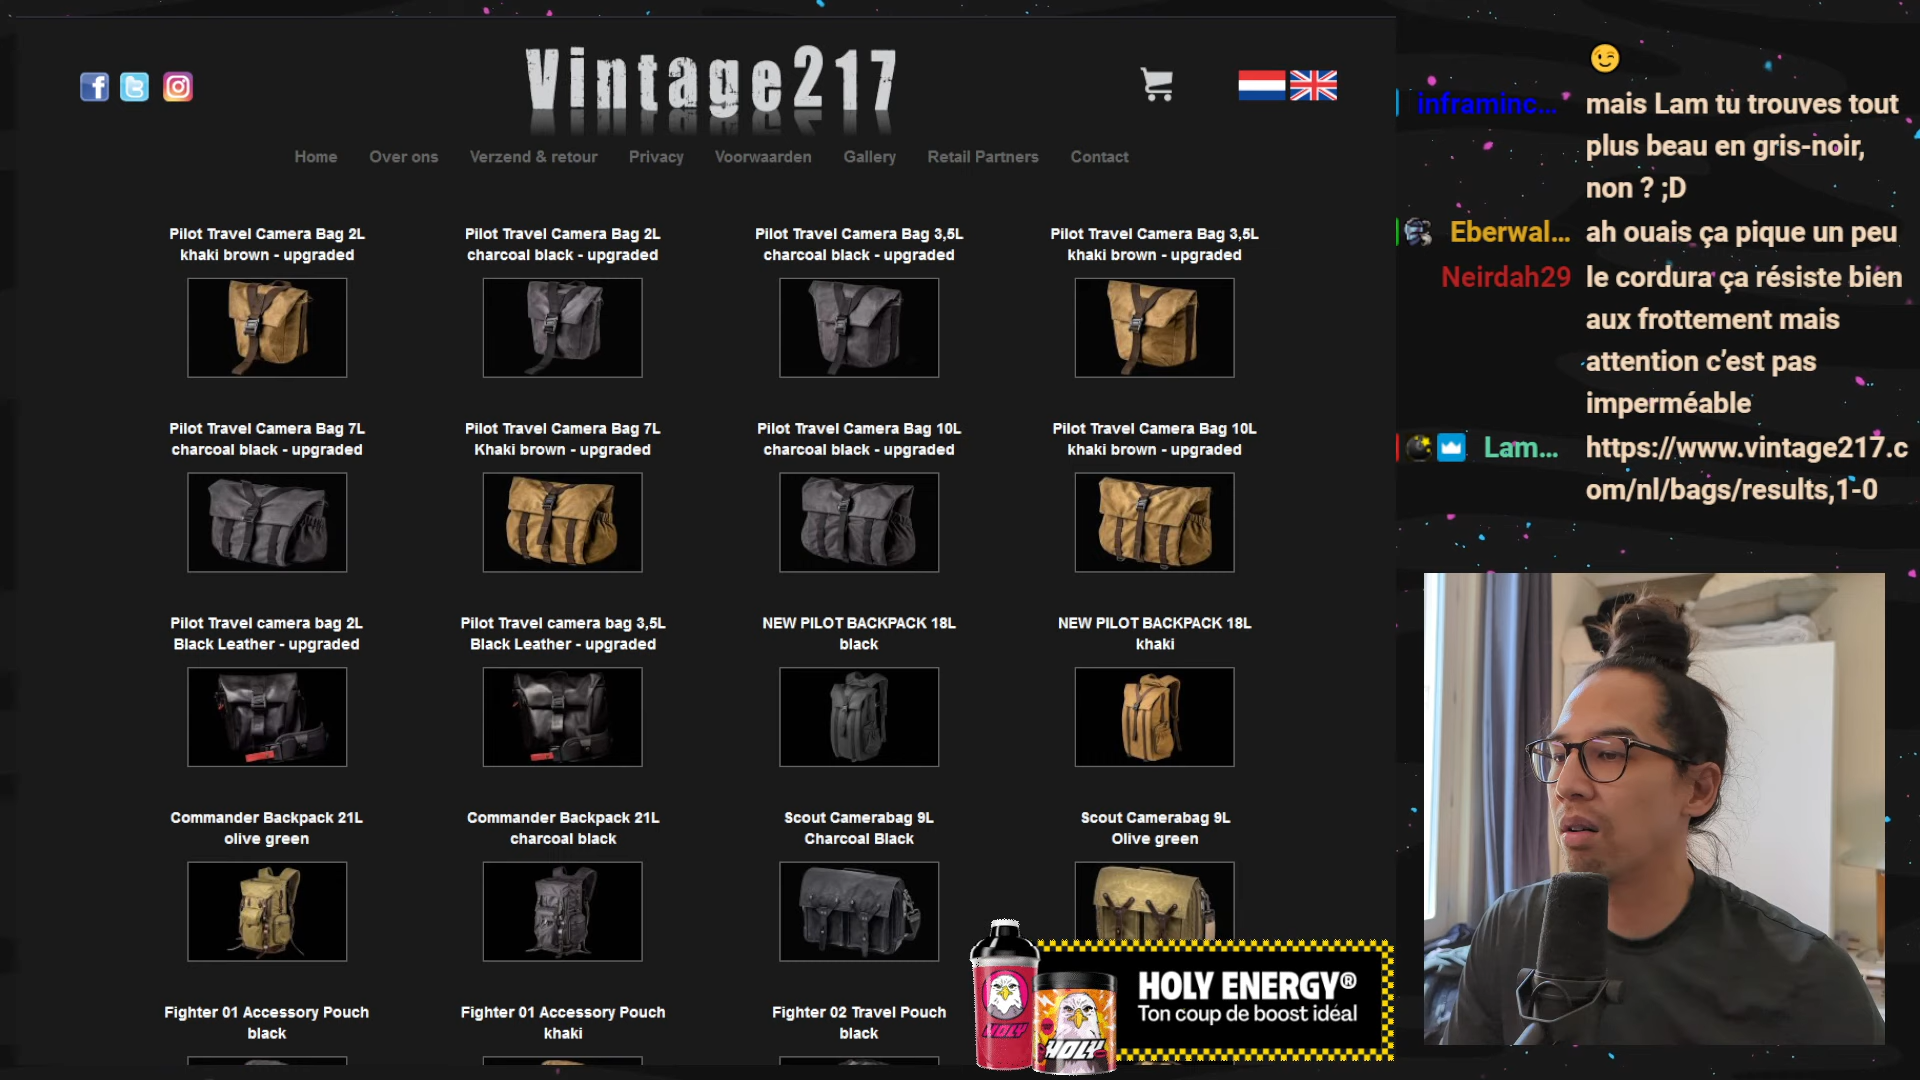 Vintage217
Home Over ons Verzend & retour Privacy Voorwaarden Gallery Retail Partners Contact
Pilot Travel Camera Bag 2L
khaki brown - upgraded
Pilot Travel Camera Bag 2L
charcoal black - upgraded
Pilot Travel Camera Bag 3,5L
charcoal black - upgraded
Pilot Travel Camera Bag 3,5L
khaki brown - upgraded
Pilot Travel Camera Bag 7L
charcoal black - upgraded
Pilot Travel Camera Bag 7L
Khaki brown - upgraded
Pilot Travel Camera Bag 10L
charcoal black - upgraded
Pilot Travel Camera Bag 10L
khaki brown - upgraded
Pilot Travel camera bag 2L
Black Leather - upgraded
Pilot Travel camera bag 3,5L
Black Leather - upgraded
NEW PILOT BACKPACK 18L
black
NEW PILOT BACKPACK 18L
khaki
Commander Backpack 21L
olive green
Commander Backpack 21L
charcoal black
Scout Camerabag 9L
Charcoal Black
Scout Camerabag 9L
Olive green
Fighter 01 Accessory Pouch
black
Fighter 01 Accessory Pouch
khaki
Fighter 02 Travel Pouch
black
HOLY
HOLY
HOLY ENERGY®
Ton coup de boost idéal
inframinc... mais Lam tu trouves tout
plus beau en gris-noir,
non ? ;D
Eberwal... ah ouais ça pique un peu
Neirdah29 le cordura ça résiste bien
aux frottement mais
attention c'est pas
imperméable
Lam... https://www.vintage217.c
om/nl/bags/results,1-0